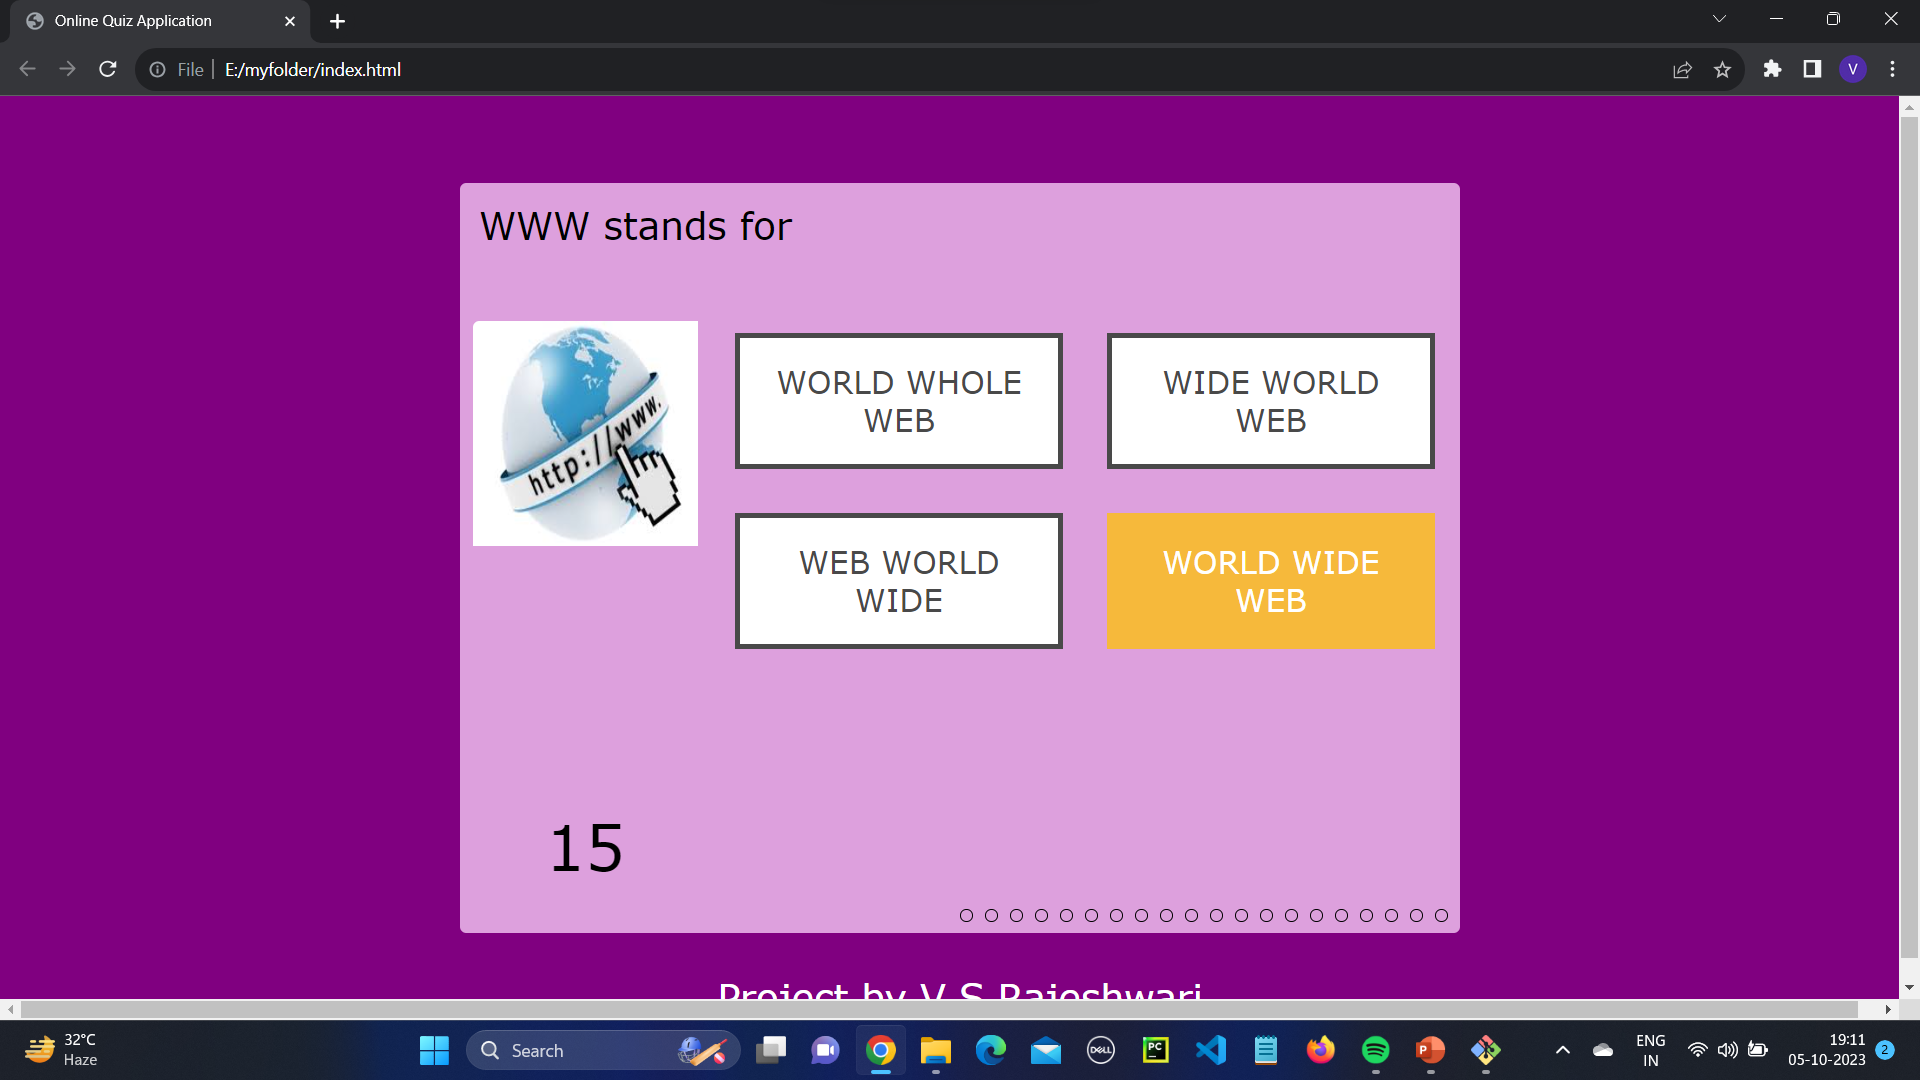 Online Quiz Application
File
E:/myfolder/index.html
V
WWW stands for
http://www.
WORLD WHOLE
WEB
WIDE WORLD
WEB
WEB WORLD
WIDE
WORLD WIDE
WEB
15
Project by V S Rajeshwari
32°C
Haze
Search
DELL
PC
P
ENG
IN
19:11
05-10-2023
2